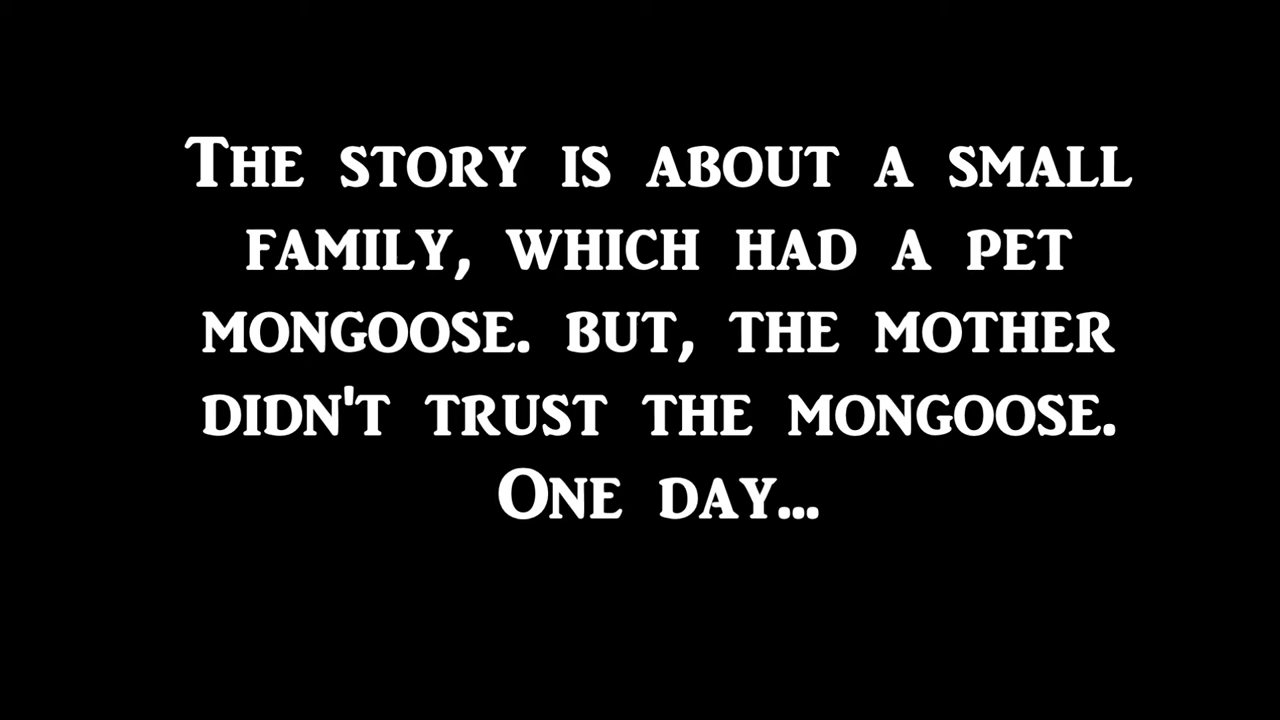 The story is about a small
family, which had a pet
mongoose. but, the mother
didn't trust the mongoose.
One day...